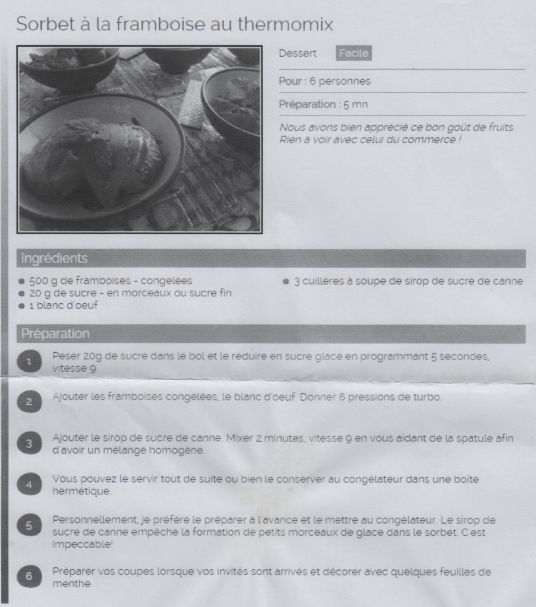 Sorbet à la framboise au thermomix
Dessert Facile
Pour : 6 personnes
Préparation : 5 mn
Nous avons bien apprécié ce bon goût de fruits.
Rien à voir avec celui du commerce !
Ingrédients
500 g de framboises - congelées
20 g de sucre - en morceaux ou sucre fin
1 blanc d'oeuf
3 cuillères à soupe de sirop de sucre de canne
Préparation
1 Peser 20g de sucre dans le bol et le réduire en sucre glace en programmant 5 secondes,
vitesse 9.
2 Ajouter les framboises congelées, le blanc d'oeuf. Donner 6 pressions de turbo.
3 Ajouter le sirop de sucre de canne. Mixer 2 minutes, vitesse 9 en vous aidant de la spatule afin
d'avoir un mélange homogène.
4 Vous pouvez le servir tout de suite ou bien le conserver au congélateur dans une boîte
hermétique.
5 Personnellement, je préfère le préparer à l'avance et le mettre au congélateur. Le sirop de
sucre de canne empêche la formation de petits morceaux de glace dans le sorbet. C'est
impeccable!
6 Préparer vos coupes lorsque vos invités sont arrivés et décorer avec quelques feuilles de
menthe.